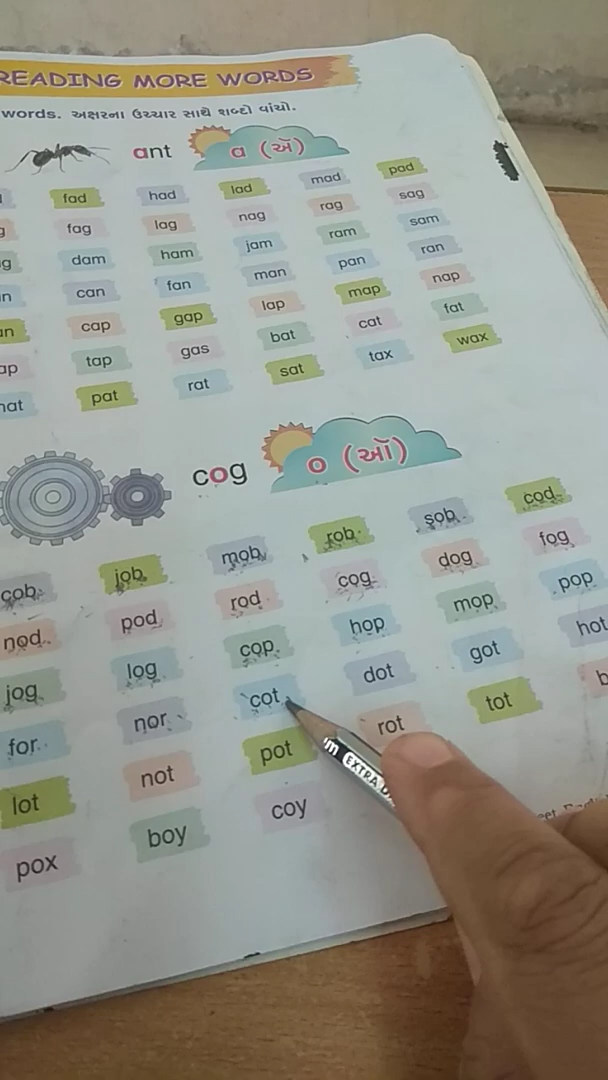 READING MORE WORDS
words. અક્ષરના ઉચ્ચાર સાથે શબ્દો વાંચો.
ant a (ઍ)
fad had lad mad pad
fag lag nag rag sag
dam ham jam ram sam
can fan man pan ran
cap gap lap map nap
tap gas bat cat fat
pat rat sat tax wax
cog o (ઑ)
cob job mob rob sob cod
nod pod rod cog dog fog
jog log cop hop mop pop
for nor cot dot got hot
lot not pot rot tot
pox boy coy
EXTRA